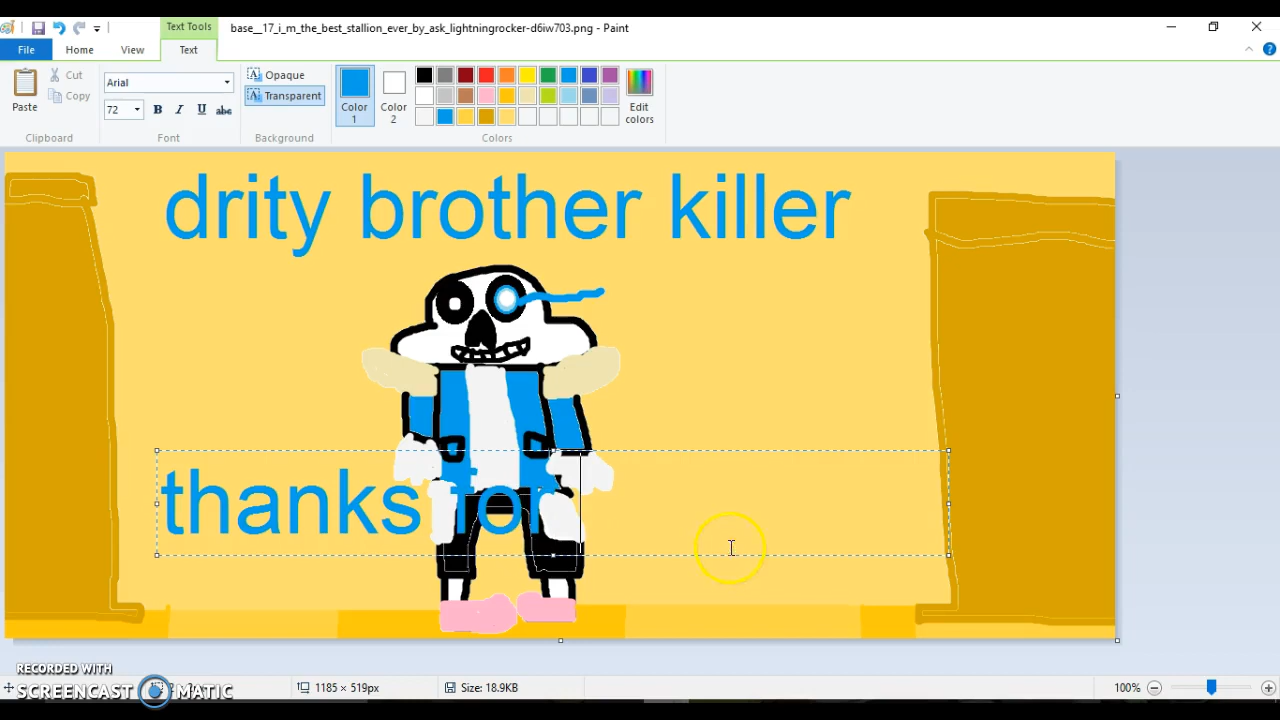 Text Tools
base__17_i_m_the_best_stallion_ever_by_ask_lightningrocker-d6iw703.png - Paint
File Home View Text
Paste
Cut
Copy
Clipboard
Arial
72 B I U abc
Font
Opaque
Transparent
Background
Color 1
Color 2
Edit colors
Colors
drity brother killer
thanks for
RECORDED WITH
SCREENCAST MATIC
1185 × 519px
Size: 18.9KB
100%